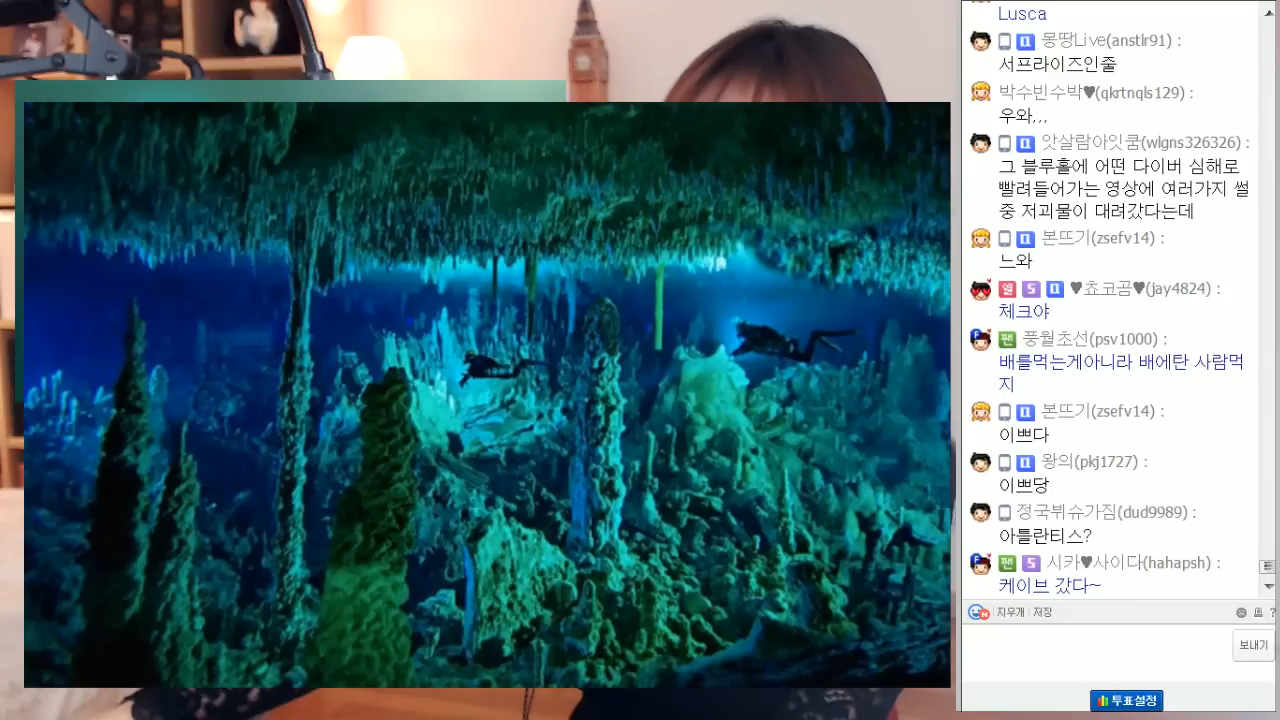 Lusca
몽땅Live(anstlr91) :
서프라이즈인줄
박수빈수박♥(qkrtnqls129) :
우와,,,
앗살람아잇쿰(wlgns326326) :
그 블루홀에 어떤 다이버 심해로
빨려들어가는 영상에 여러가지 썰
중 저괴물이 대려갔다는데
본뜨기(zsefv14) :
느와
열 S ♥쵸코곰♥(jay4824) :
체크야
팬 풍월초선(psv1000) :
배를먹는게아니라 배에탄 사람먹
지
본뜨기(zsefv14) :
이쁘다
왕의(pkj1727) :
이쁘당
정국뷔슈가짐(dud9989) :
아틀란티스?
팬 S 시카♥사이다(hahapsh) :
케이브 갔다~
지우개 저장
보내기
투표설정